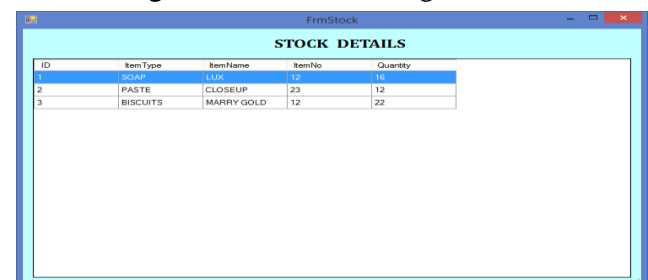 FrmStock
STOCK DETAILS
ID ItemType ItemName ItemNo Quantity
1 SOAP LUX 12 16
2 PASTE CLOSEUP 23 12
3 BISCUITS MARRY GOLD 12 22